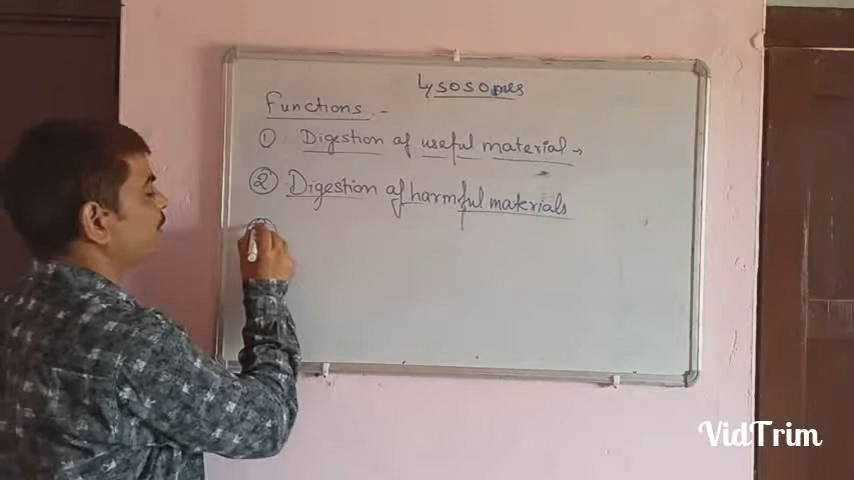 Lysosomes
Functions :-
① Digestion of useful material →
② Digestion of harmful materials
VidTrim